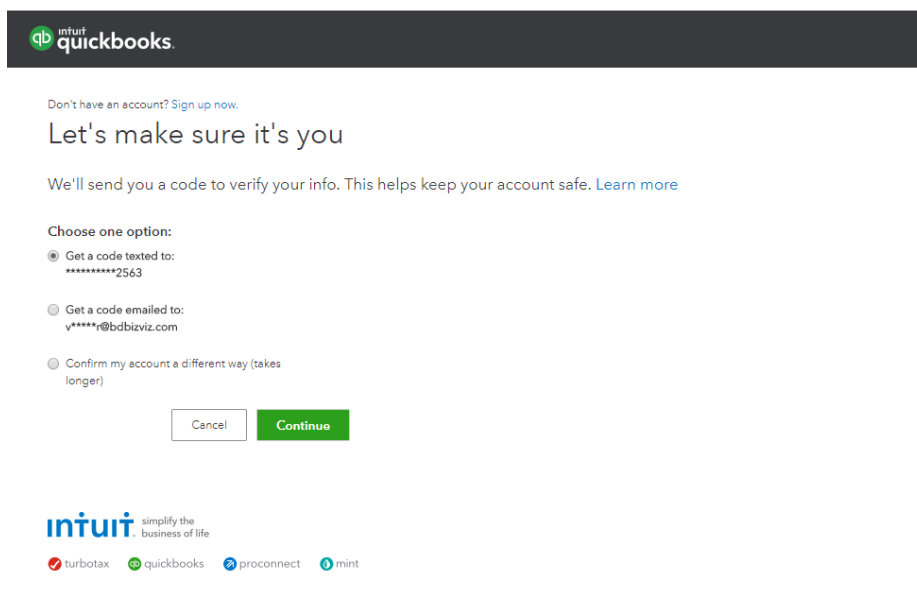 intuit
quickbooks.
Don't have an account? Sign up now.
Let's make sure it's you
We'll send you a code to verify your info. This helps keep your account safe. Learn more
Choose one option:
Get a code texted to:
**********2563
Get a code emailed to:
v*****r@bdbizviz.com
Confirm my account a different way (takes
longer)
Cancel Continue
intuit. simplify the
business of life
turbotax quickbooks proconnect mint